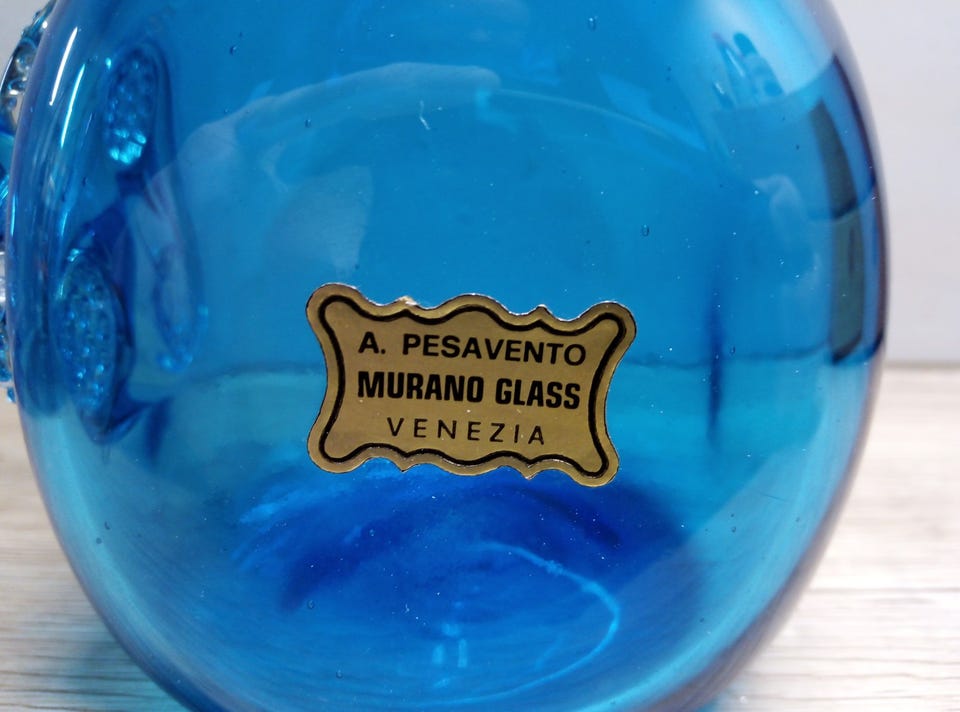 A. PESAVENTO
MURANO GLASS
VENEZIA